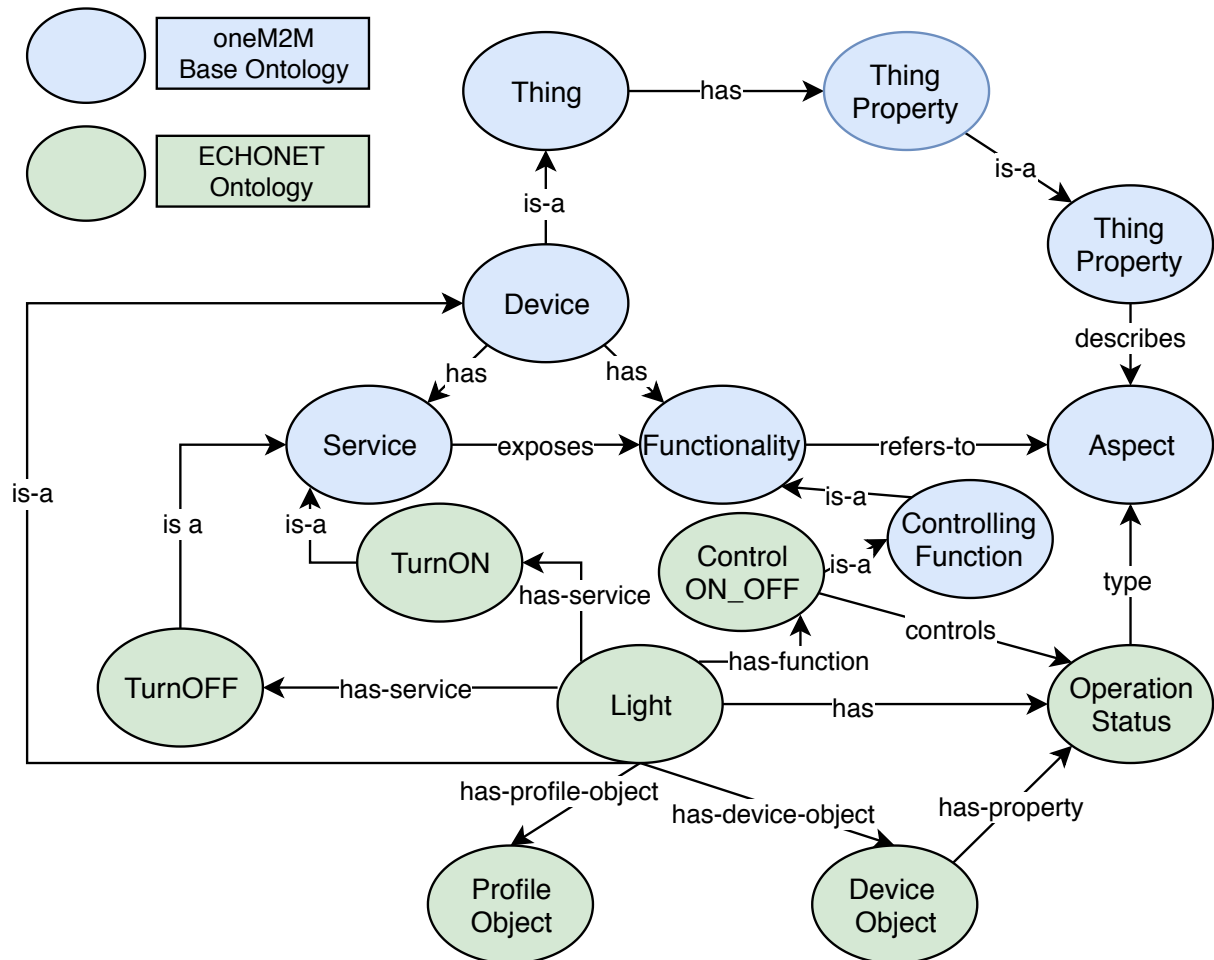 oneM2M
Base Ontology
ECHONET
Ontology
Thing
has
Thing
Property
is-a
is-a
Thing
Property
Device
describes
has
has
Service
exposes
Functionality
refers-to
Aspect
is-a
is a
is-a
is-a
Controlling
Function
TurnON
Control
ON_OFF
is-a
has-service
type
controls
has-function
TurnOFF
has-service
Light
has
Operation
Status
has-profile-object
has-device-object
has-property
Profile
Object
Device
Object